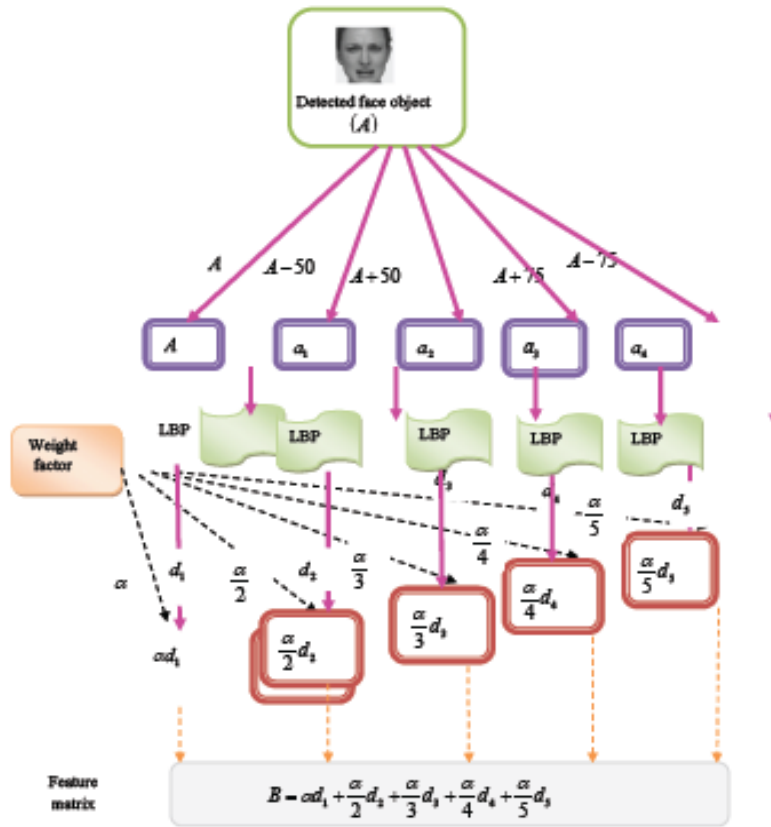 Detected face object
(A)
A
A−50
A+50
A+75
A−75
A
a₁
a₂
a₃
a₄
Weight
factor
LBP
LBP
LBP
LBP
LBP
d₃
d₄
d₅
α
d₁
α/2
d₂
α/3
α/4
α/5
αd₁
α/2 d₂
α/3 d₃
α/4 d₄
α/5 d₅
Feature
matrix
B = αd₁ + α/2 d₂ + α/3 d₃ + α/4 d₄ + α/5 d₅